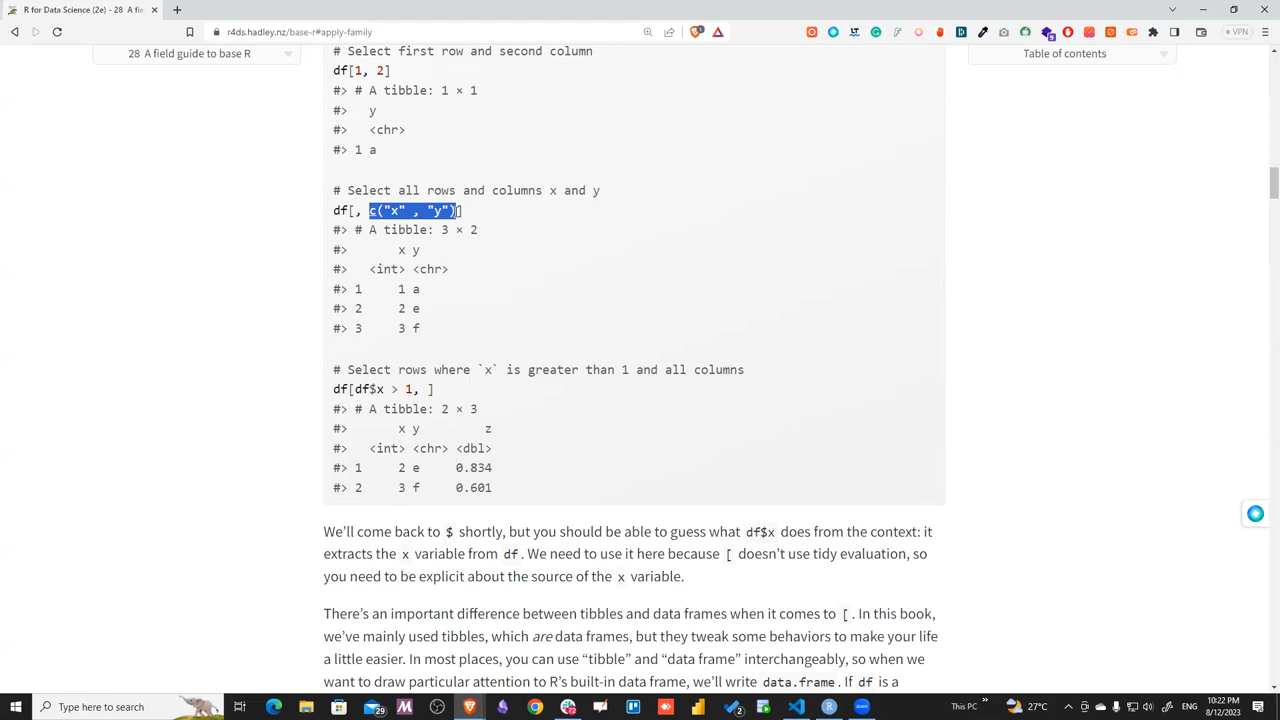 R for Data Science (2e) - 28 A fi
r4ds.hadley.nz/base-r#apply-family
VPN
28 A field guide to base R
Table of contents
# Select first row and second column
df[1, 2]
#> # A tibble: 1 × 1
#> y
#> <chr>
#> 1 a
# Select all rows and columns x and y
df[, c("x" , "y")]
#> # A tibble: 3 × 2
#> x y
#> <int> <chr>
#> 1 1 a
#> 2 2 e
#> 3 3 f
# Select rows where `x` is greater than 1 and all columns
df[df$x > 1, ]
#> # A tibble: 2 × 3
#> x y z
#> <int> <chr> <dbl>
#> 1 2 e 0.834
#> 2 3 f 0.601
We’ll come back to $ shortly, but you should be able to guess what df$x does from the context: it
extracts the x variable from df. We need to use it here because [ doesn’t use tidy evaluation, so
you need to be explicit about the source of the x variable.
There’s an important difference between tibbles and data frames when it comes to [. In this book,
we’ve mainly used tibbles, which are data frames, but they tweak some behaviors to make your life
a little easier. In most places, you can use “tibble” and “data frame” interchangeably, so when we
want to draw particular attention to R’s built-in data frame, we’ll write data.frame. If df is a
Type here to search
29
This PC
27°C
10:22 PM
8/12/2023